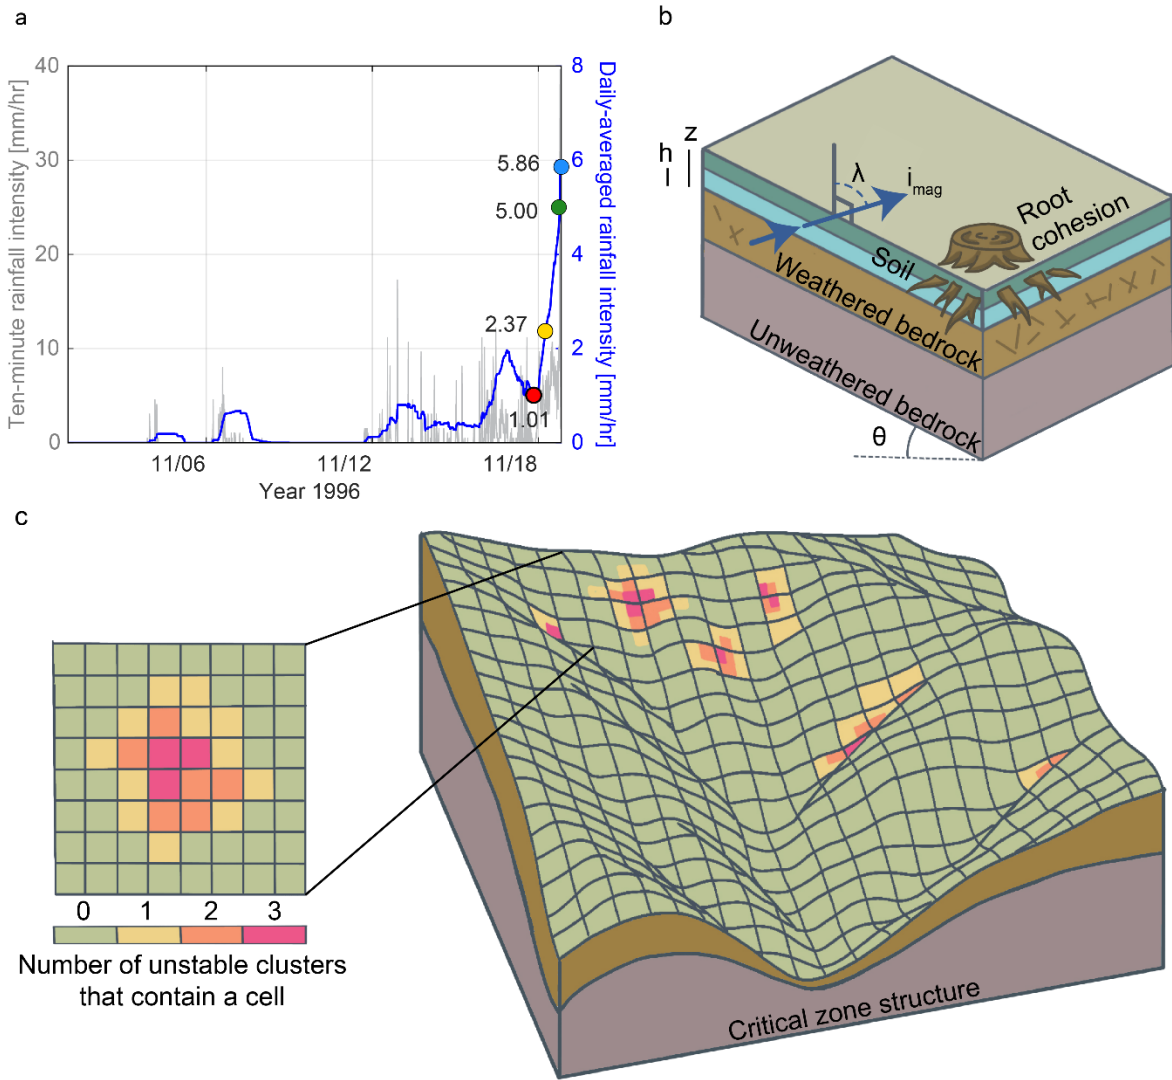 a
Ten-minute rainfall intensity [mm/hr]
40
30
20
10
0
8
6
4
2
0
Daily-averaged rainfall intensity [mm/hr]
5.86
5.00
2.37
1.01
11/06
11/12
11/18
Year 1996
b
z
h
λ
i_mag
Root
cohesion
Soil
Weathered bedrock
Unweathered bedrock
θ
c
0 1 2 3
Number of unstable clusters
that contain a cell
Critical zone structure